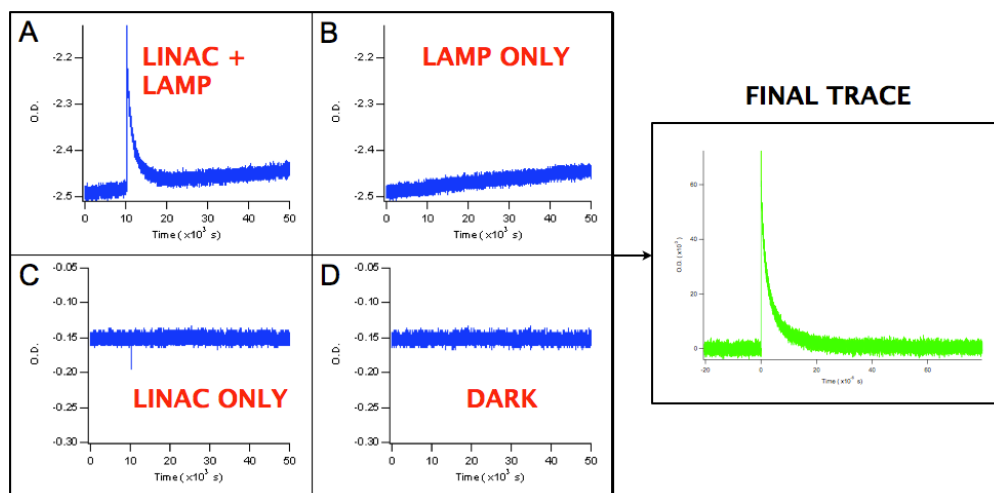 A
LINAC +
LAMP
-2.2
-2.3
-2.4
-2.5
O.D.
0 10 20 30 40 50
Time (x10³ s)
B
LAMP ONLY
-2.2
-2.3
-2.4
-2.5
O.D.
0 10 20 30 40 50
Time (x10³ s)
C
-0.05
-0.10
-0.15
-0.20
-0.25
-0.30
O.D.
LINAC ONLY
0 10 20 30 40 50
Time (x10³ s)
D
-0.05
-0.10
-0.15
-0.20
-0.25
-0.30
O.D.
DARK
0 10 20 30 40 50
Time (x10³ s)
FINAL TRACE
60
40
20
0
-20 0 20 40 60